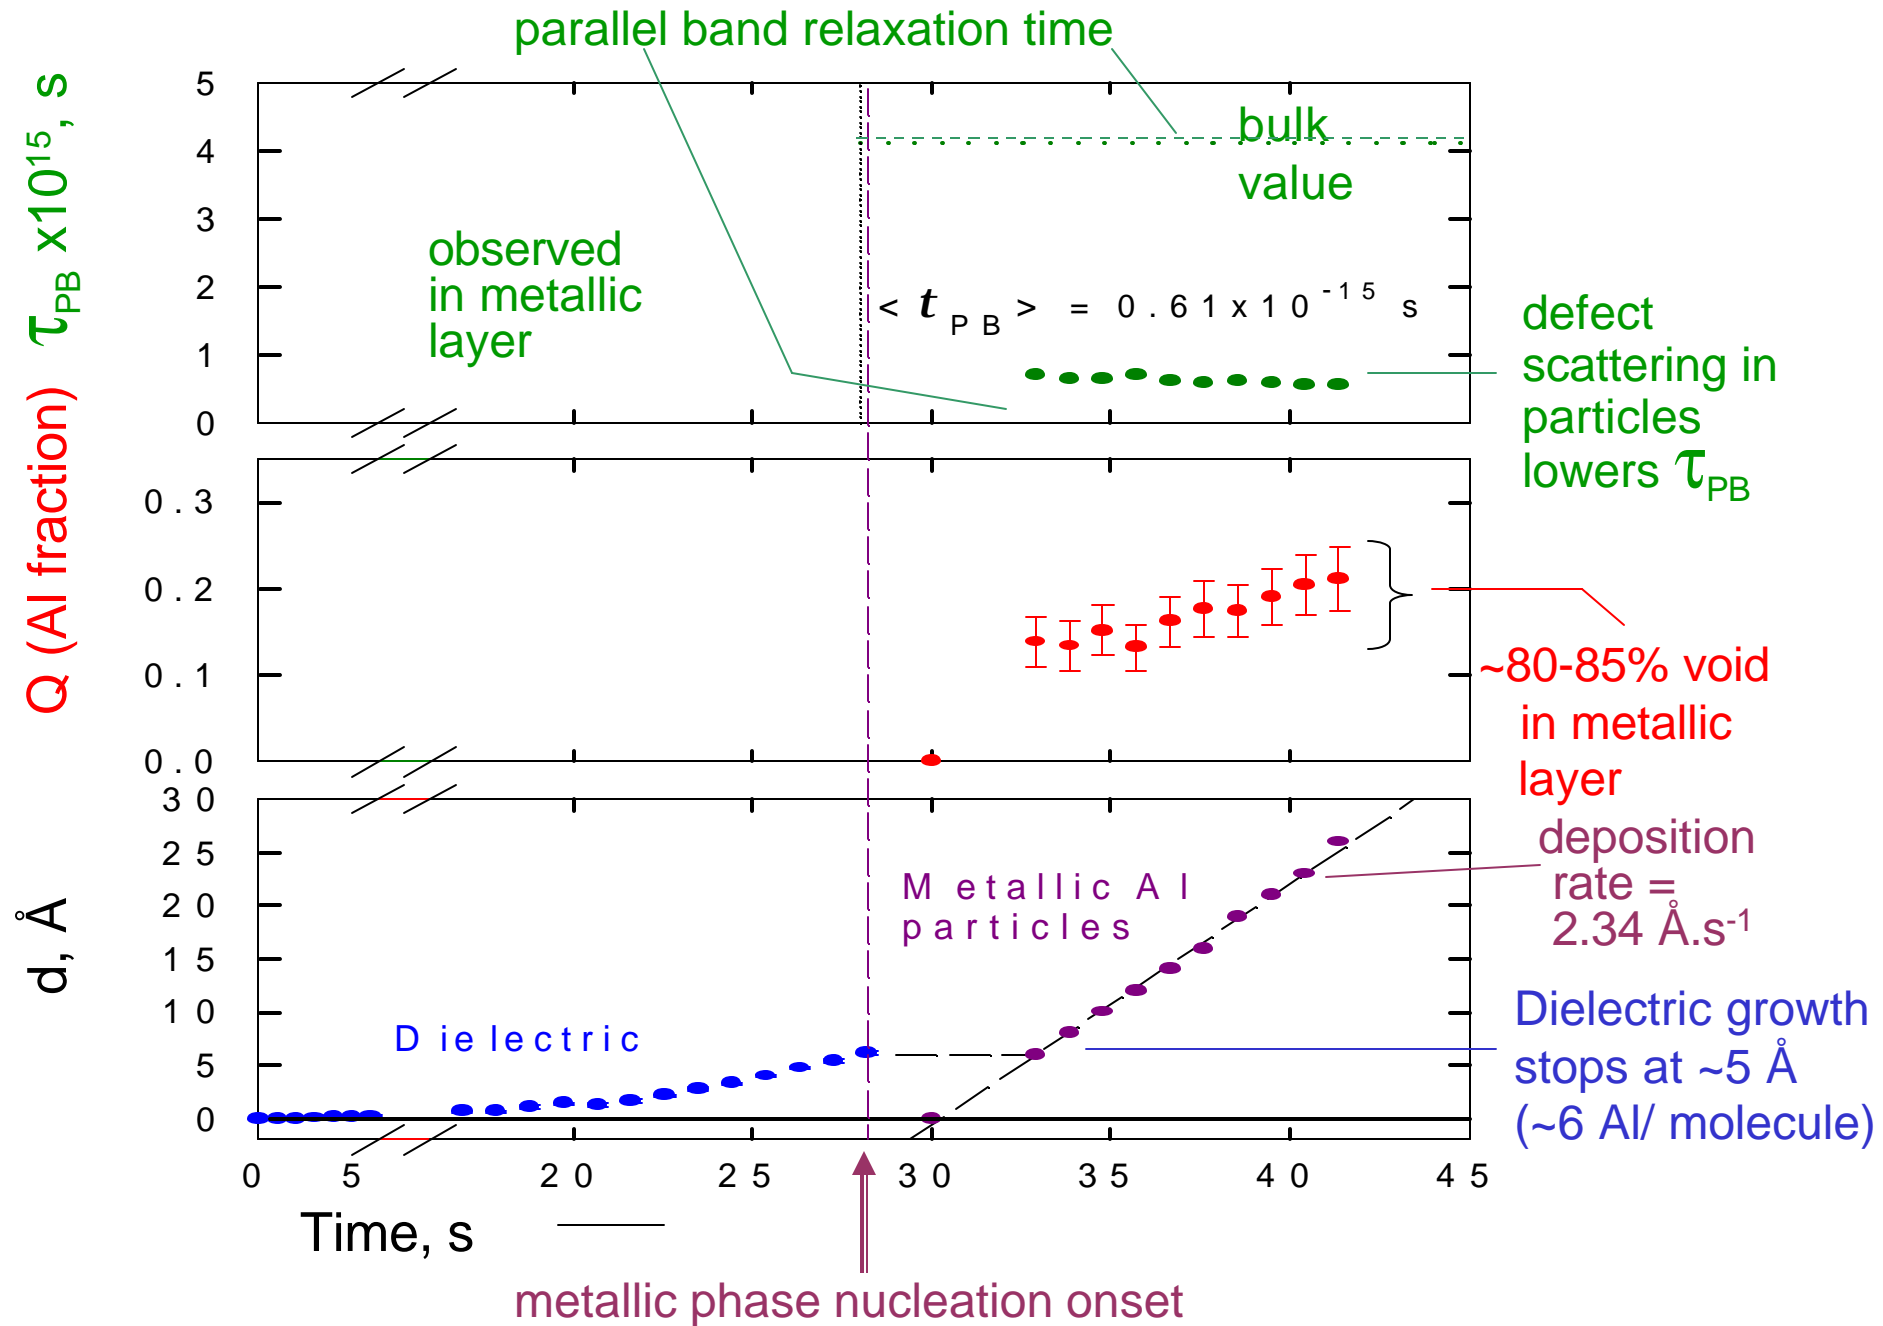 parallel band relaxation time
τPB x10^15, s
5
4
3
2
1
0
bulk
value
observed
in metallic
layer
< tPB > = 0.61x10^-15 s
defect
scattering in
particles
lowers τPB
Q (Al fraction)
0.3
0.2
0.1
0.0
~80-85% void
in metallic
layer
d, Å
30
25
20
15
10
5
0
Metallic Al
particles
Dielectric
deposition
rate =
2.34 Å.s^-1
Dielectric growth
stops at ~5 Å
(~6 Al/ molecule)
0 5 20 25 30 35 40 45
Time, s
metallic phase nucleation onset